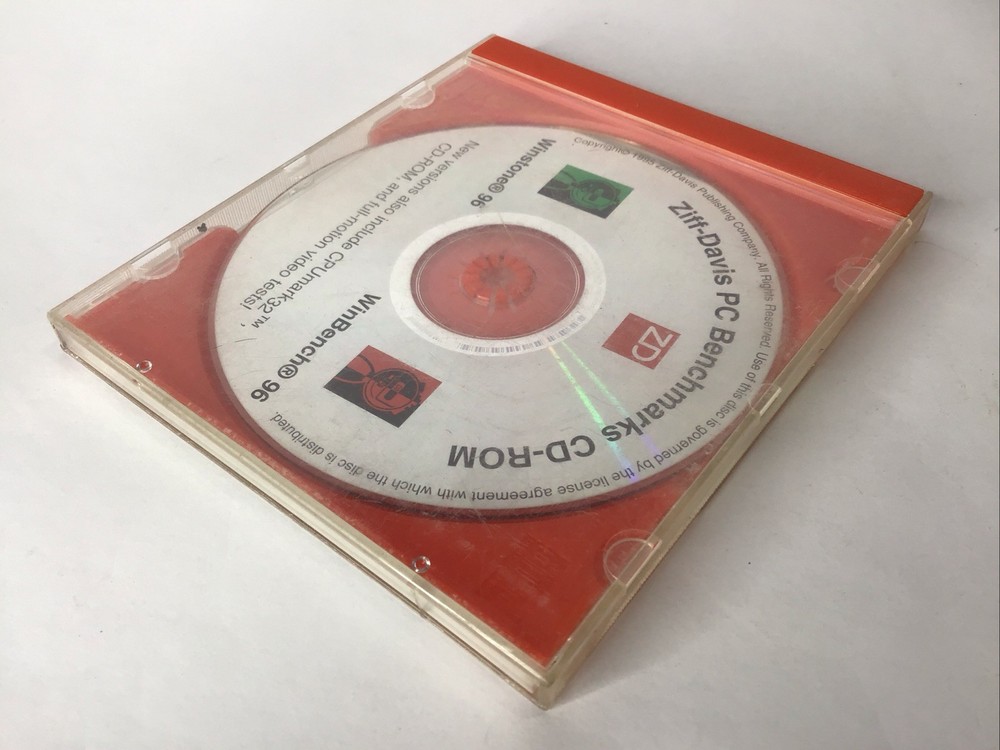 Ziff-Davis PC Benchmarks CD-ROM
ZD
Winstone® 96
WinBench® 96
New versions also include CPUmark32™,
CD-ROM, and full-motion video tests!
Copyright© 1995 Ziff-Davis Publishing Company. All Rights Reserved. Use of this disc is governed by the license agreement with which the disc is distributed.